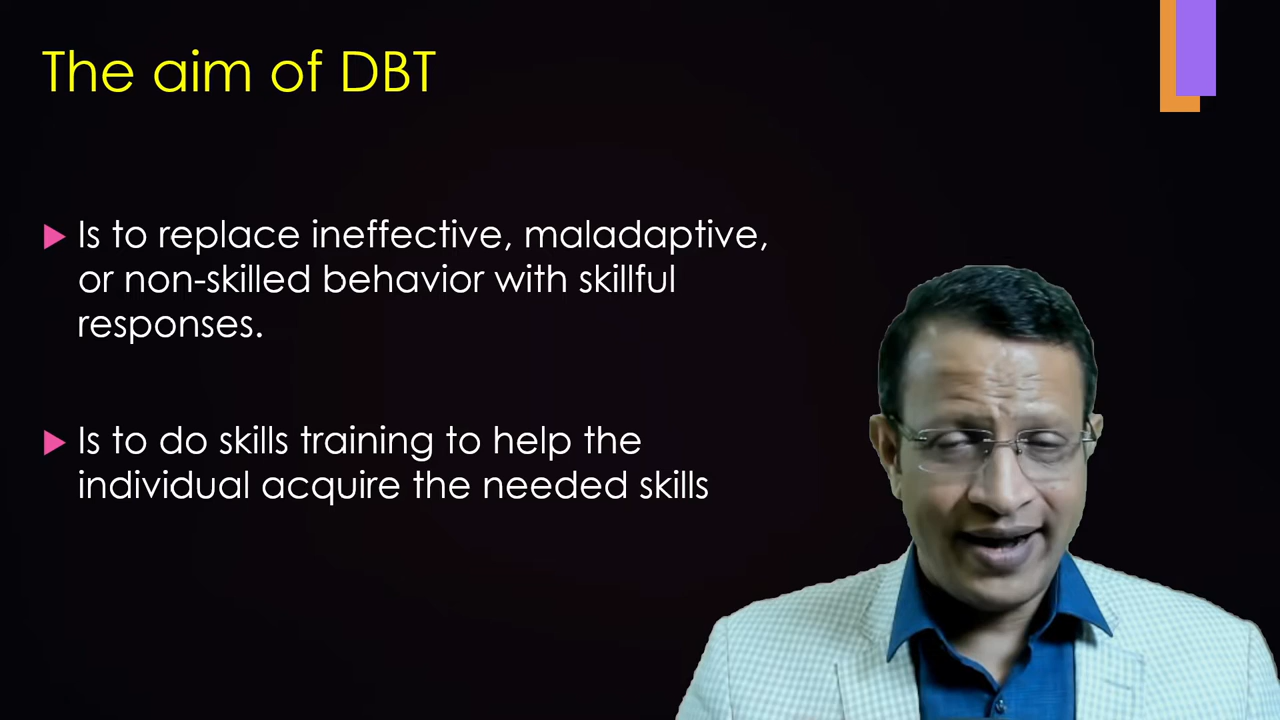 The aim of DBT
Is to replace ineffective, maladaptive,
or non-skilled behavior with skillful
responses.
Is to do skills training to help the
individual acquire the needed skills